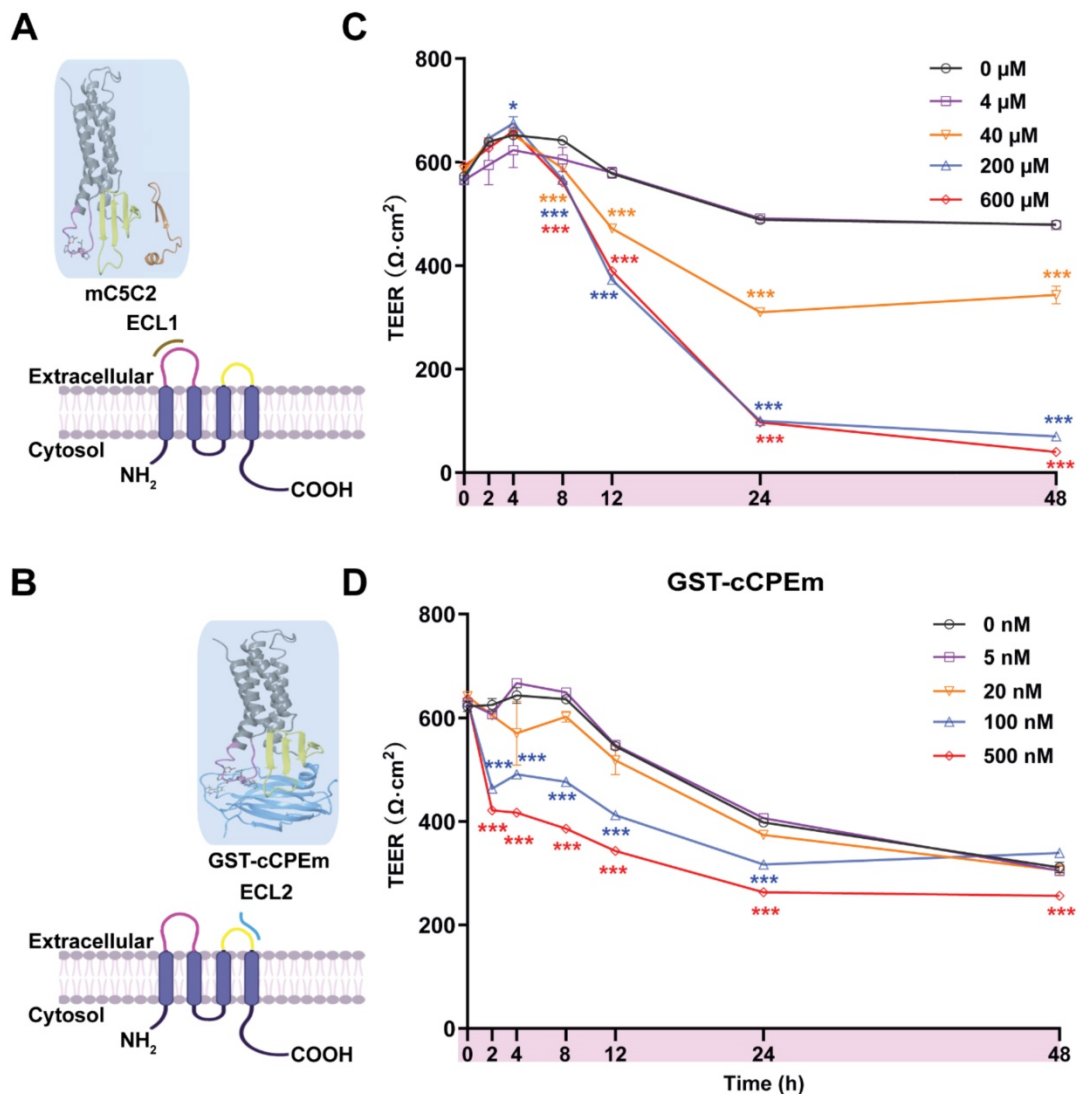 A
mC5C2
ECL1
Extracellular
Cytosol
NH2
COOH
C
800
600
400
200
0
TEER (Ω·cm²)
0 2 4 8 12 24 48
0 µM
4 µM
40 µM
200 µM
600 µM
*
***
***
***
***
***
***
***
***
***
***
***
***
B
GST-cCPEm
ECL2
Extracellular
Cytosol
NH2
COOH
D
GST-cCPEm
800
600
400
200
0
TEER (Ω·cm²)
0 2 4 8 12 24 48
Time (h)
0 nM
5 nM
20 nM
100 nM
500 nM
*** ***
***
***
***
***
***
***
***
***
***